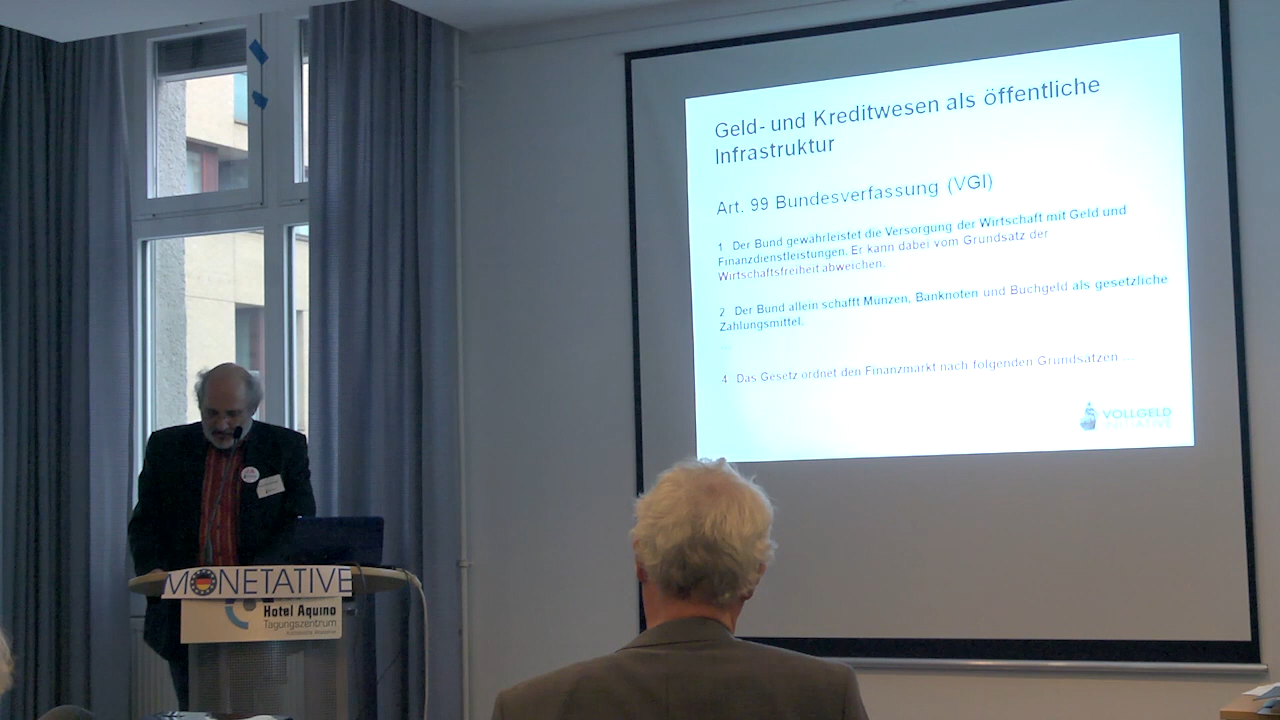 Geld- und Kreditwesen als öffentliche
Infrastruktur
Art. 99 Bundesverfassung (VGI)
1 Der Bund gewährleistet die Versorgung der Wirtschaft mit Geld und
Finanzdienstleistungen. Er kann dabei vom Grundsatz der
Wirtschaftsfreiheit abweichen.
2 Der Bund allein schafft Münzen, Banknoten und Buchgeld als gesetzliche
Zahlungsmittel.
4 Das Gesetz ordnet den Finanzmarkt nach folgenden Grundsätzen ...
VOLLGELD
INITIATIVE
MONETATIVE
Hotel Aquino
Tagungszentrum